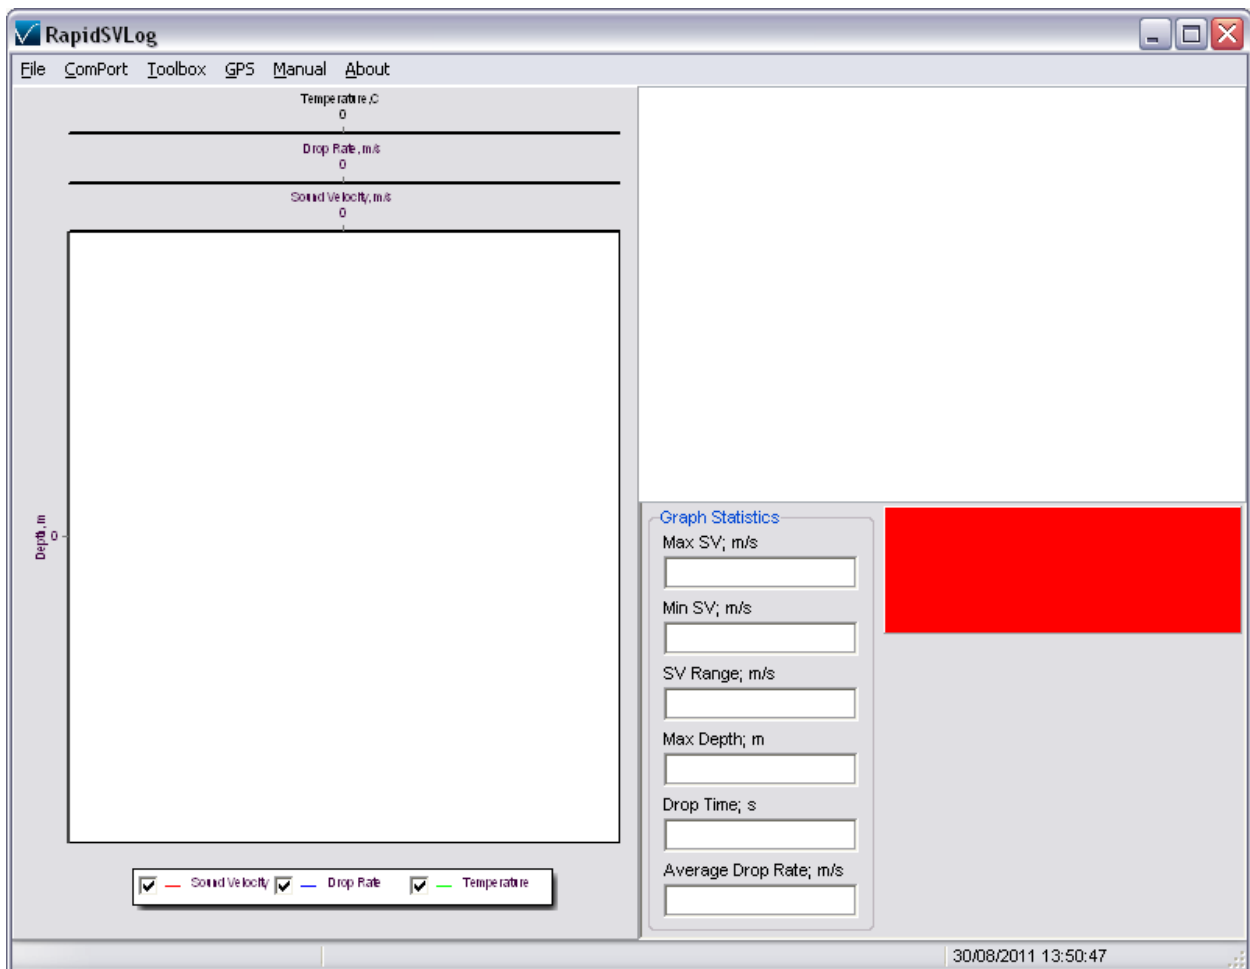 RapidSVLog
File ComPort Toolbox GPS Manual About
Temperature,C
0
Drop Rate, m/s
0
Sound Velocity, m/s
0
Depth, m
0
Sound Velocity Drop Rate Temperature
Graph Statistics
Max SV; m/s
Min SV; m/s
SV Range; m/s
Max Depth; m
Drop Time; s
Average Drop Rate; m/s
30/08/2011 13:50:47